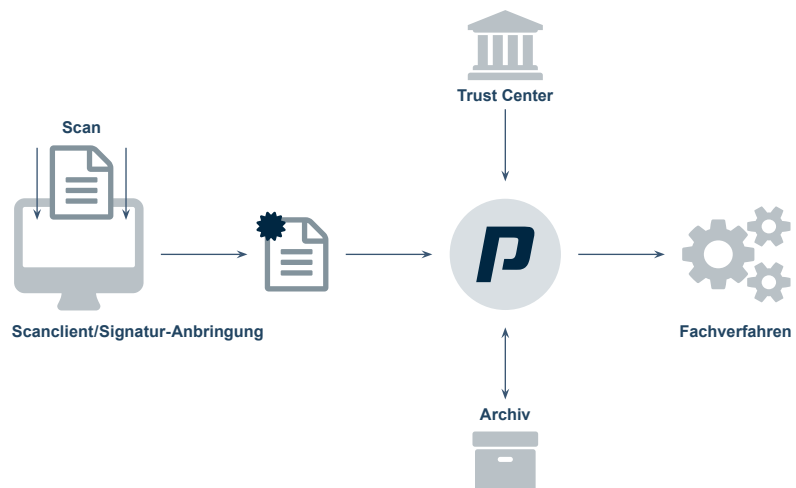 Trust Center
Scan
P
Scanclient/Signatur-Anbringung
Fachverfahren
Archiv